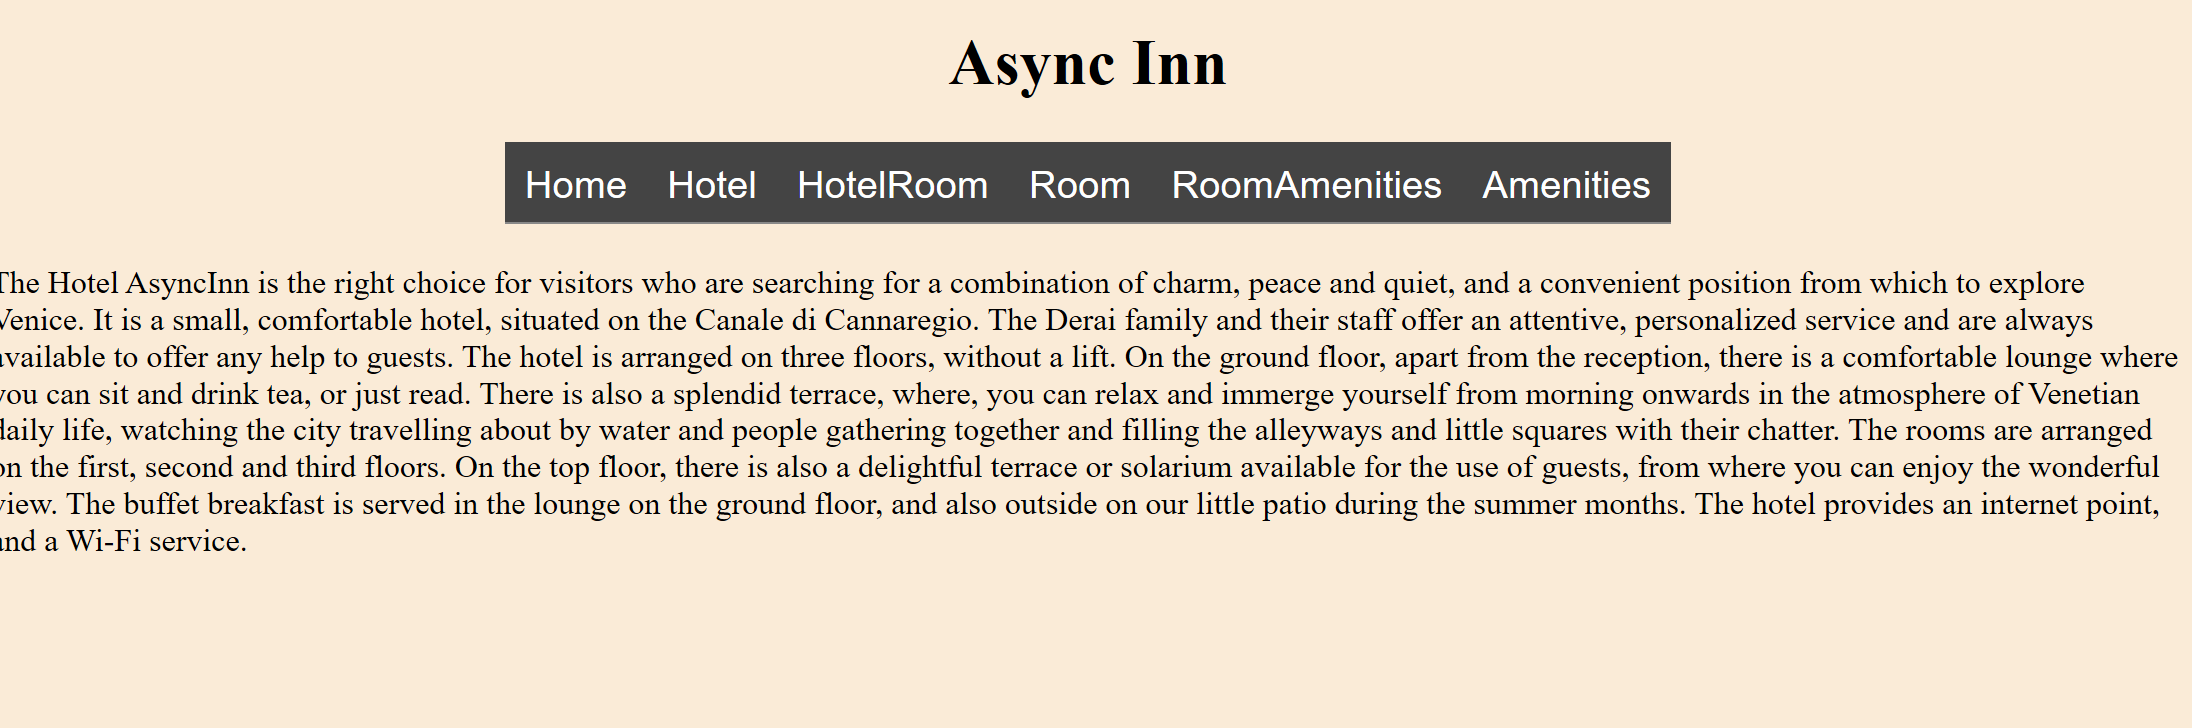 Async Inn
Home Hotel HotelRoom Room RoomAmenities Amenities
The Hotel AsyncInn is the right choice for visitors who are searching for a combination of charm, peace and quiet, and a convenient position from which to explore
Venice. It is a small, comfortable hotel, situated on the Canale di Cannaregio. The Derai family and their staff offer an attentive, personalized service and are always
available to offer any help to guests. The hotel is arranged on three floors, without a lift. On the ground floor, apart from the reception, there is a comfortable lounge where
you can sit and drink tea, or just read. There is also a splendid terrace, where, you can relax and immerge yourself from morning onwards in the atmosphere of Venetian
daily life, watching the city travelling about by water and people gathering together and filling the alleyways and little squares with their chatter. The rooms are arranged
on the first, second and third floors. On the top floor, there is also a delightful terrace or solarium available for the use of guests, from where you can enjoy the wonderful
view. The buffet breakfast is served in the lounge on the ground floor, and also outside on our little patio during the summer months. The hotel provides an internet point,
and a Wi-Fi service.